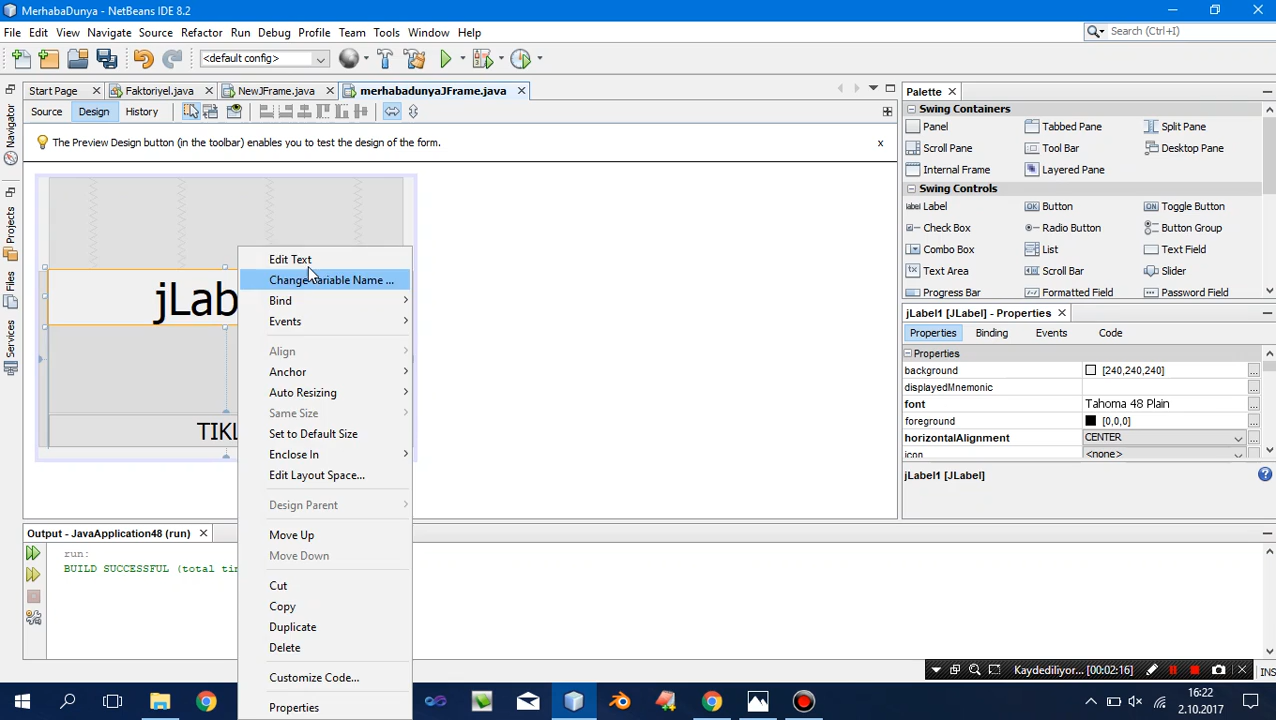 MerhabaDunya - NetBeans IDE 8.2
File Edit View Navigate Source Refactor Run Debug Profile Team Tools Window Help
Search (Ctrl+I)
<default config>
Start Page Faktoriyel.java NewJFrame.java merhabadunyaJFrame.java
Source Design History
The Preview Design button (in the toolbar) enables you to test the design of the form.
x
Navigator
Projects
Files
Services
jLab
TIKL
Edit Text
Change Variable Name ...
Bind
Events
Align
Anchor
Auto Resizing
Same Size
Set to Default Size
Enclose In
Edit Layout Space...
Design Parent
Move Up
Move Down
Cut
Copy
Duplicate
Delete
Customize Code...
Properties
Palette
Swing Containers
Panel Tabbed Pane Split Pane
Scroll Pane Tool Bar Desktop Pane
Internal Frame Layered Pane
Swing Controls
label Label OK Button ON Toggle Button
Check Box Radio Button Button Group
Combo Box List Text Field
Text Area Scroll Bar Slider
Progress Bar Formatted Field Password Field
jLabel1 [JLabel] - Properties
Properties Binding Events Code
Properties
background [240,240,240] ...
displayedMnemonic ...
font Tahoma 48 Plain ...
foreground [0,0,0] ...
horizontalAlignment CENTER ...
icon <none> ...
jLabel1 [JLabel]
Output - JavaApplication48 (run)
run:
BUILD SUCCESSFUL (total tin
Kaydediliyor... [00:02:16]
INS
16:22
2.10.2017